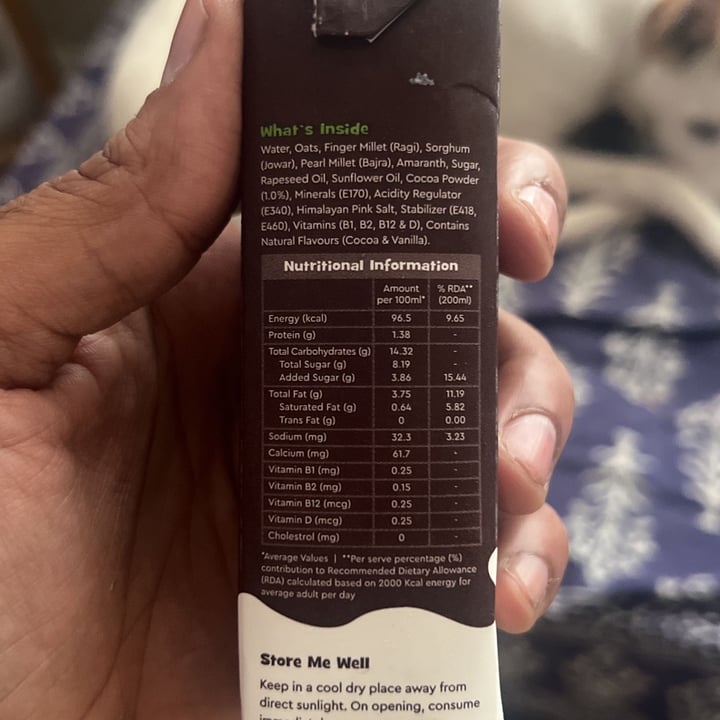 What's Inside
Water, Oats, Finger Millet (Ragi), Sorghum
(Jowar), Pearl Millet (Bajra), Amaranth, Sugar,
Rapeseed Oil, Sunflower Oil, Cocoa Powder
(1.0%), Minerals (E170), Acidity Regulator
(E340), Himalayan Pink Salt, Stabilizer (E418,
E460), Vitamins (B1, B2, B12 & D), Contains
Natural Flavours (Cocoa & Vanilla).
Nutritional Information
Amount per 100ml* % RDA** (200ml)
Energy (kcal) 96.5 9.65
Protein (g) 1.38 -
Total Carbohydrates (g) 14.32 -
Total Sugar (g) 8.19 -
Added Sugar (g) 3.86 15.44
Total Fat (g) 3.75 11.19
Saturated Fat (g) 0.64 5.82
Trans Fat (g) 0 0.00
Sodium (mg) 32.3 3.23
Calcium (mg) 61.7 -
Vitamin B1 (mg) 0.25 -
Vitamin B2 (mg) 0.15 -
Vitamin B12 (mcg) 0.25 -
Vitamin D (mcg) 0.25 -
Cholestrol (mg) 0 -
*Average Values | **Per serve percentage (%)
contribution to Recommended Dietary Allowance
(RDA) calculated based on 2000 Kcal energy for
average adult per day
Store Me Well
Keep in a cool dry place away from
direct sunlight. On opening, consume